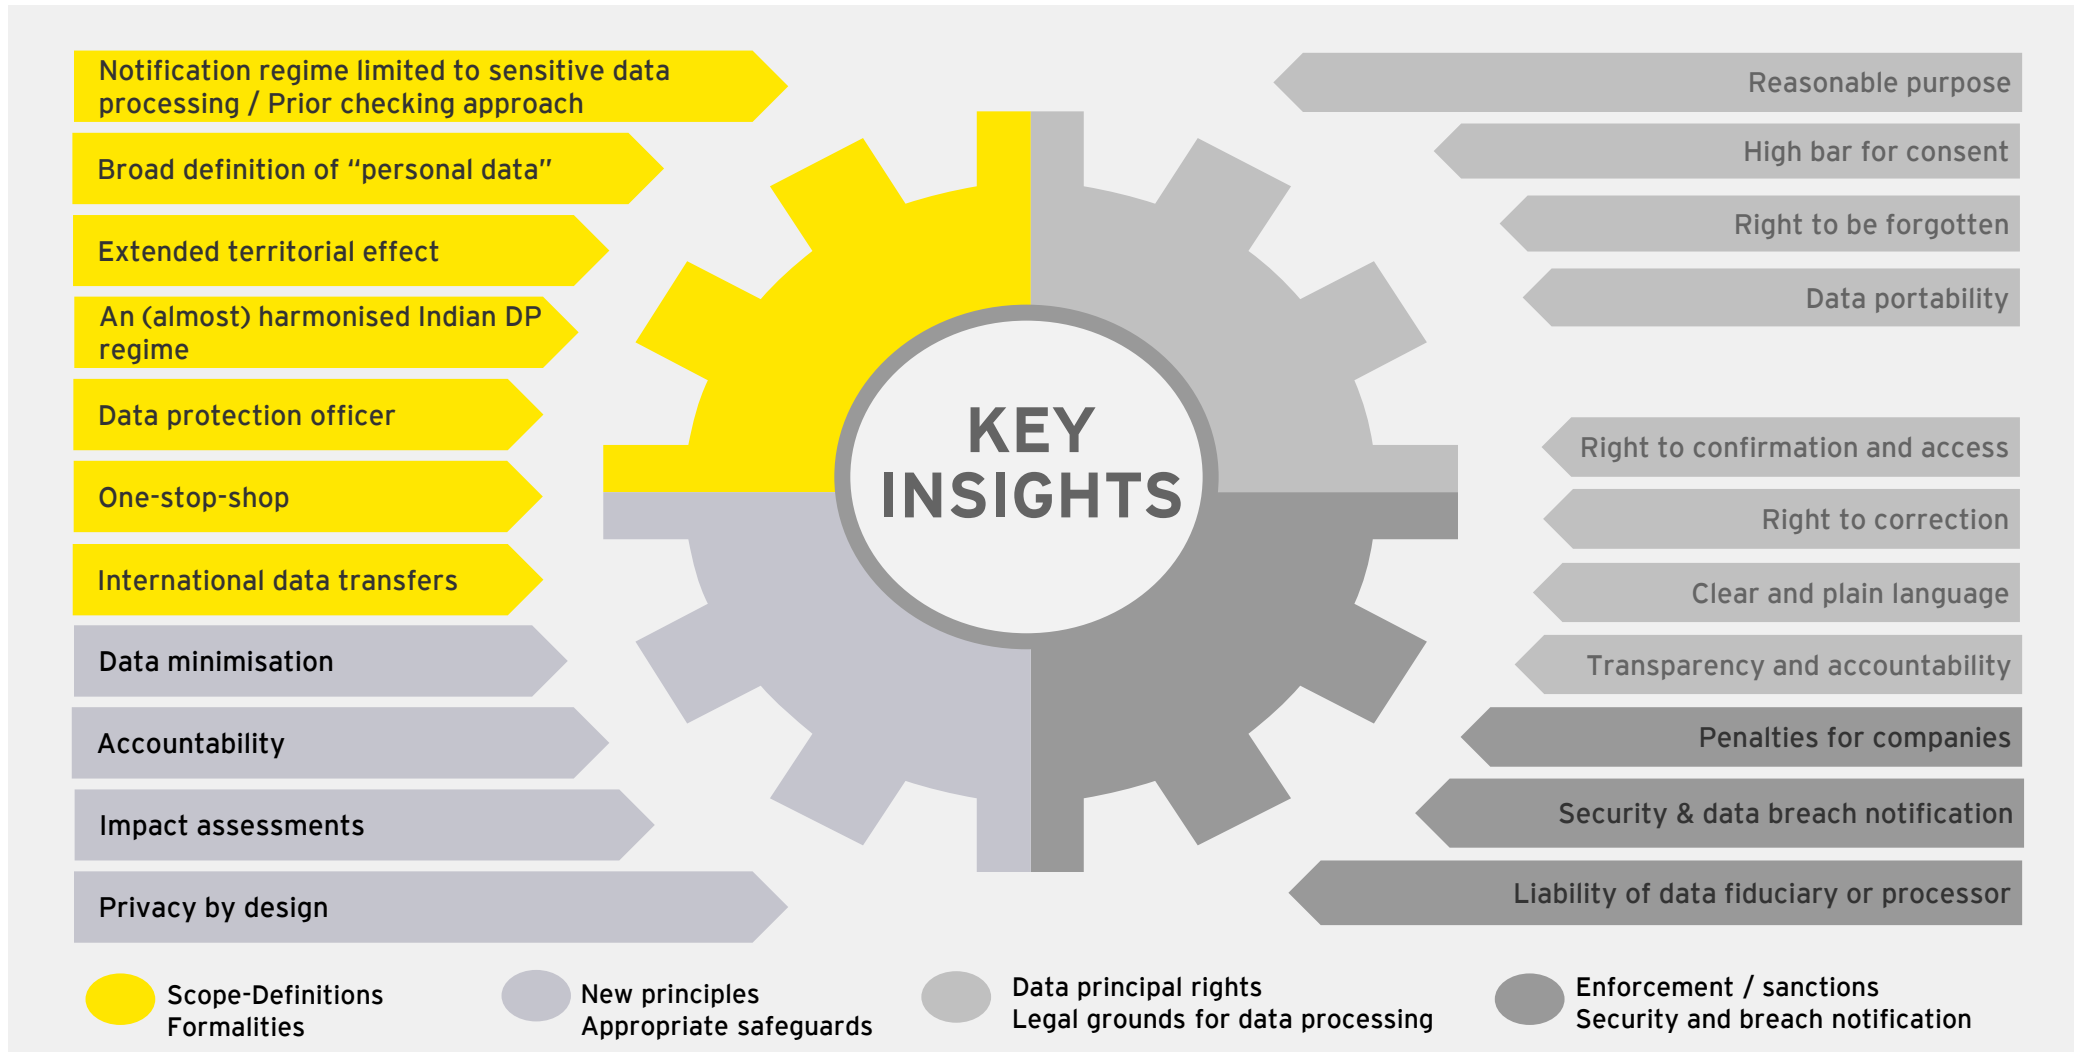 Notification regime limited to sensitive data
processing / Prior checking approach
Broad definition of “personal data”
Extended territorial effect
An (almost) harmonised Indian DP
regime
Data protection officer
One-stop-shop
International data transfers
Data minimisation
Accountability
Impact assessments
Privacy by design
KEY
INSIGHTS
Reasonable purpose
High bar for consent
Right to be forgotten
Data portability
Right to confirmation and access
Right to correction
Clear and plain language
Transparency and accountability
Penalties for companies
Security & data breach notification
Liability of data fiduciary or processor
Scope-Definitions
Formalities
New principles
Appropriate safeguards
Data principal rights
Legal grounds for data processing
Enforcement / sanctions
Security and breach notification